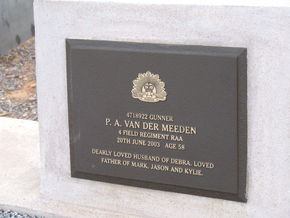 4718922 GUNNER
P. A. VAN DER MEEDEN
4 FIELD REGIMENT RAA
20TH JUNE 2003 AGE 58
DEARLY LOVED HUSBAND OF DEBRA. LOVED
FATHER OF MARK, JASON AND KYLIE.